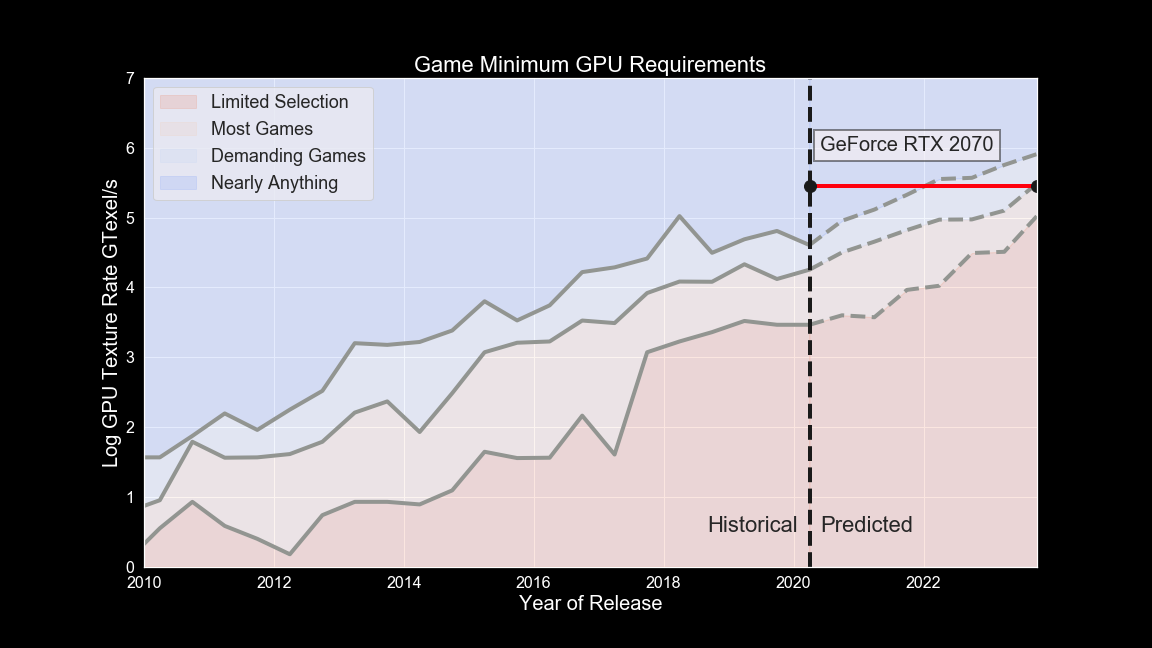 Game Minimum GPU Requirements
7
6
5
4
3
2
1
0
Log GPU Texture Rate GTexel/s
Limited Selection
Most Games
Demanding Games
Nearly Anything
GeForce RTX 2070
Historical
Predicted
2010
2012
2014
2016
2018
2020
2022
Year of Release